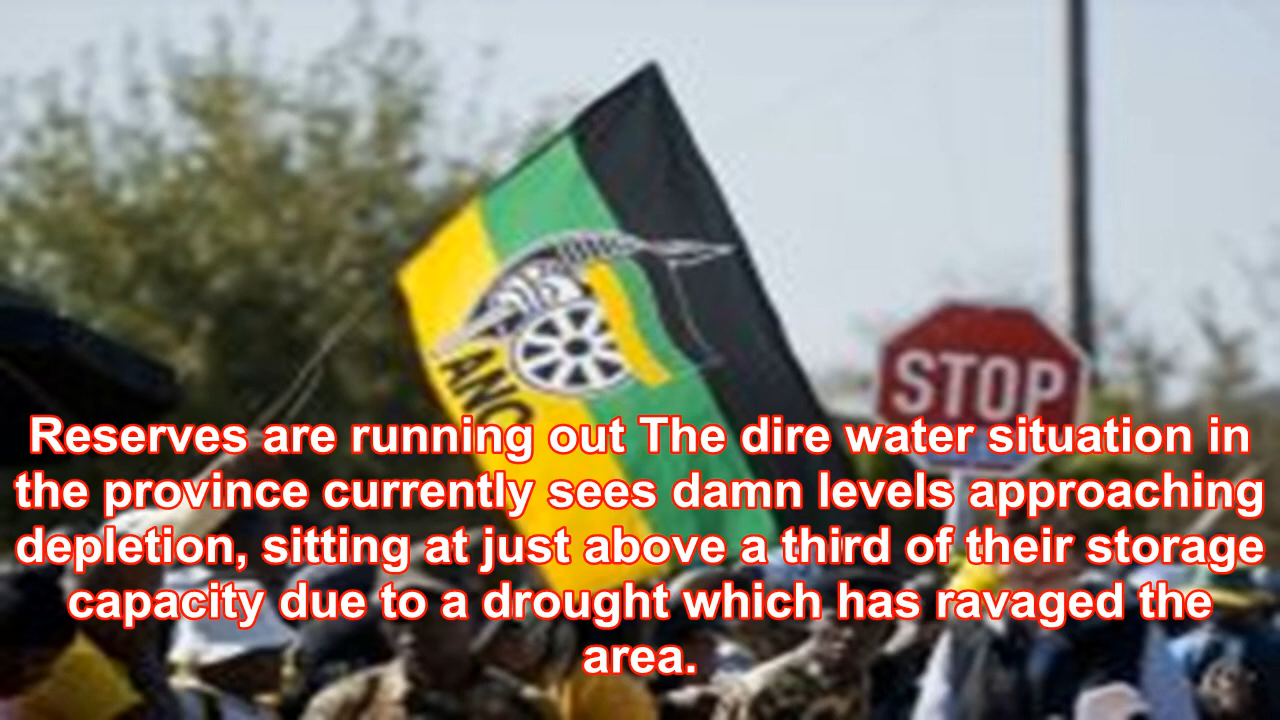 ANC
STOP
Reserves are running out The dire water situation in
the province currently sees damn levels approaching
depletion, sitting at just above a third of their storage
capacity due to a drought which has ravaged the
area.